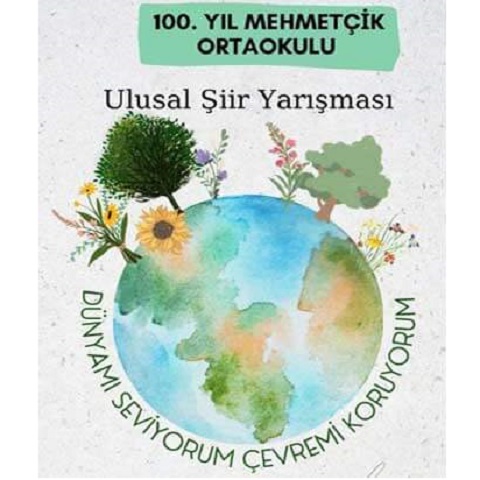 100. YIL MEHMETÇİK
ORTAOKULU
Ulusal Şiir Yarışması
DÜNYAMI SEVİYORUM ÇEVREMİ KORUYORUM